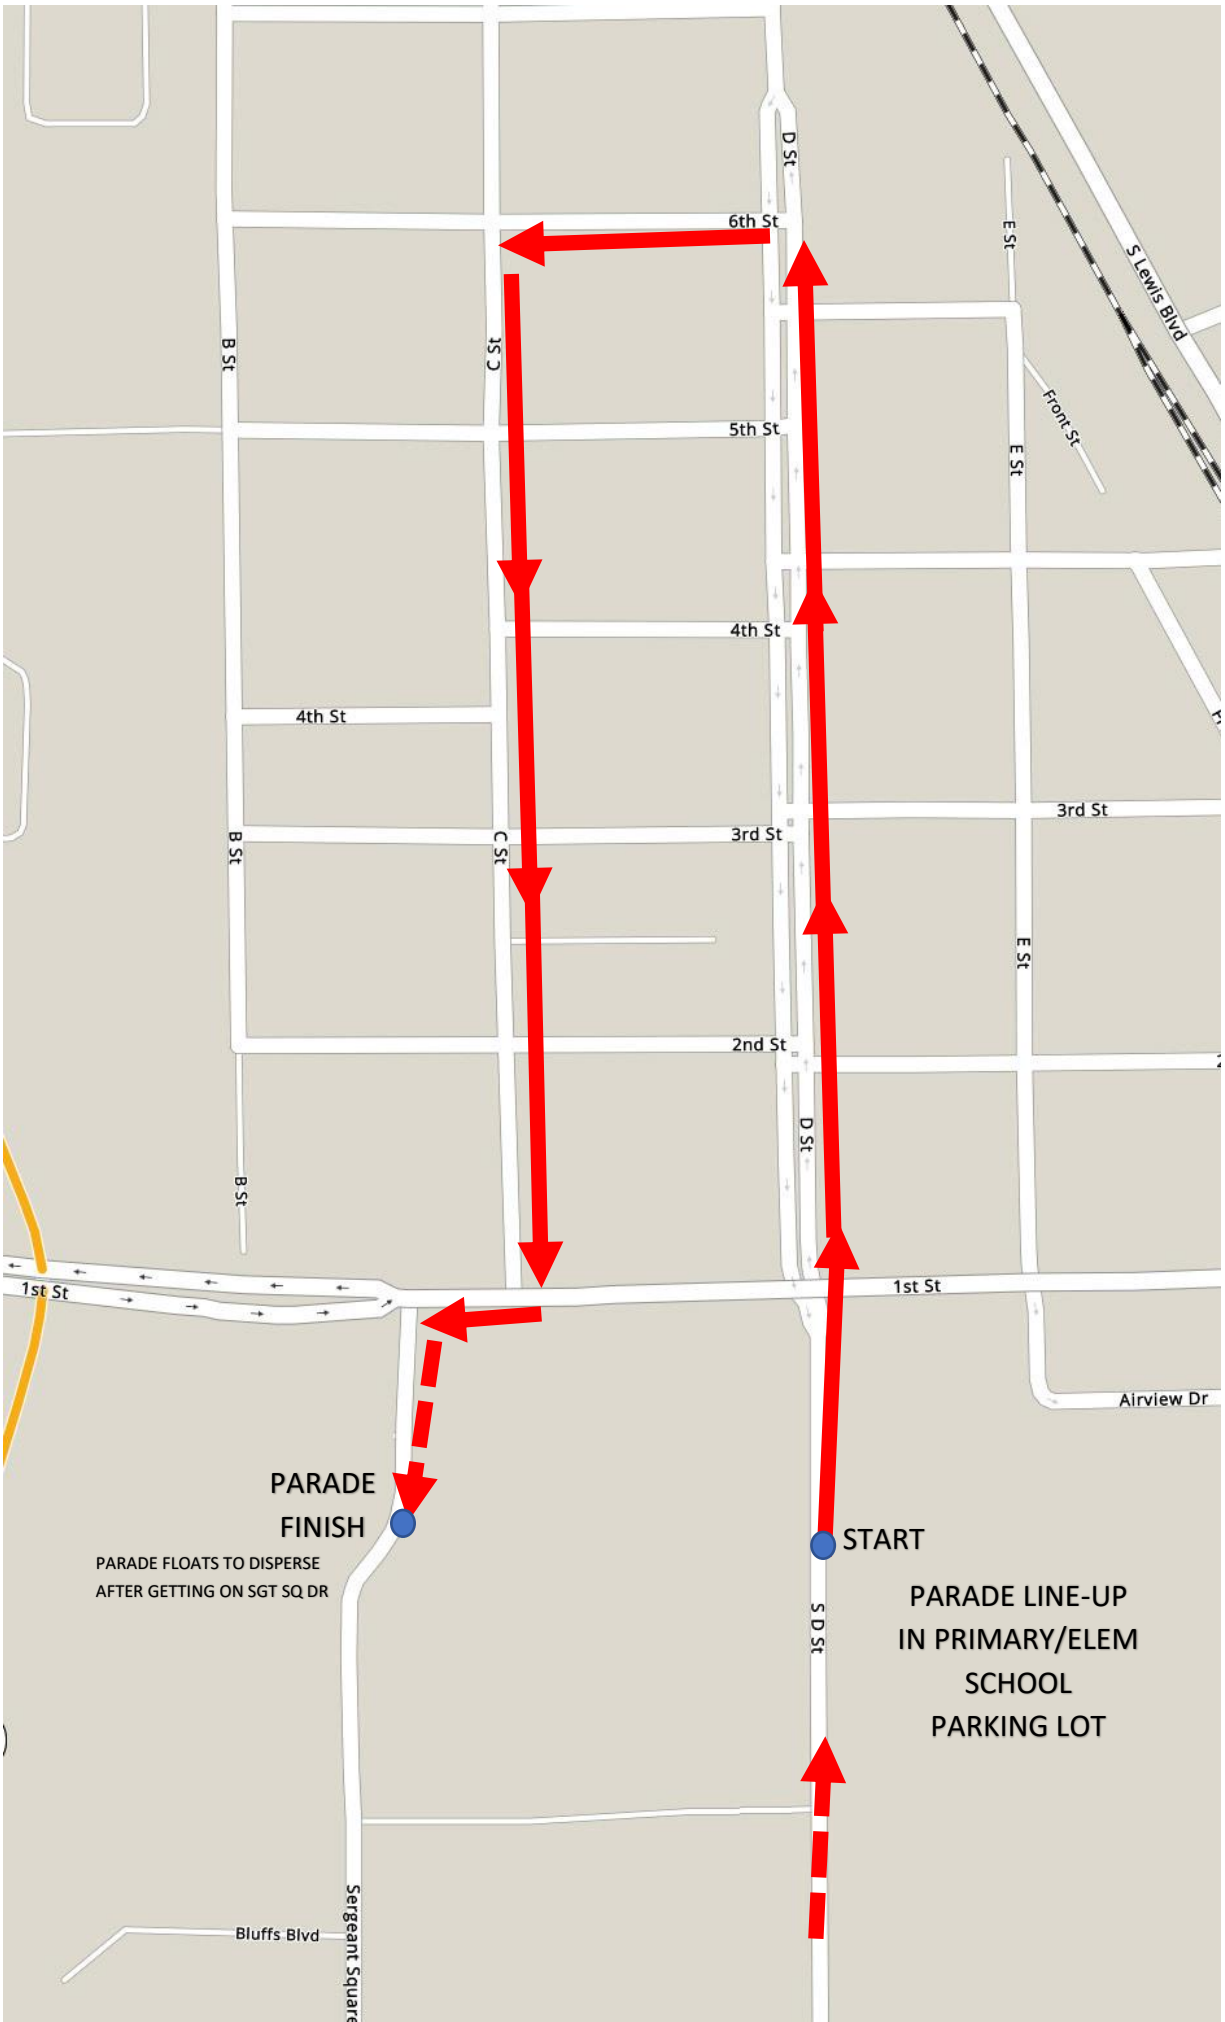 D St
6th St
E St
S Lewis Blvd
B St
C St
Front St
5th St
E St
4th St
4th St
3rd St
3rd St
B St
C St
E St
2nd St
D St
B St
1st St
1st St
Airview Dr
PARADE
FINISH
PARADE FLOATS TO DISPERSE
AFTER GETTING ON SGT SQ DR
START
PARADE LINE-UP
IN PRIMARY/ELEM
SCHOOL
PARKING LOT
S D St
Sergeant Square
Bluffs Blvd